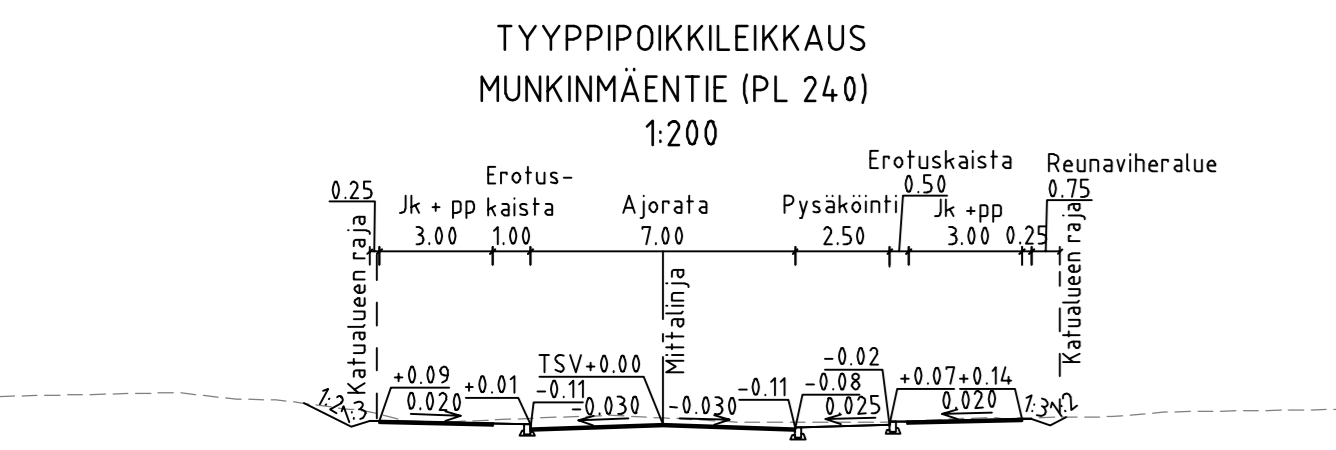 TYYPPIPOIKKILEIKKAUS
MUNKINMÄENTIE (PL 240)
1:200
Erotuskaista
Reunaviheralue
Erotus-
kaista
0.25
0.50
0.75
Jk + pp
Ajorata
Pysäköinti
Jk +pp
3.00
1.00
7.00
2.50
3.00
0.25
Katualueen raja
Mittalinja
Katualueen raja
TSV+0.00
-0.02
+0.09
+0.01
-0.11
-0.11
-0.08
+0.07
+0.14
1:2
1:3
0.020
-0.030
-0.030
0.025
0.020
1:3
1:2